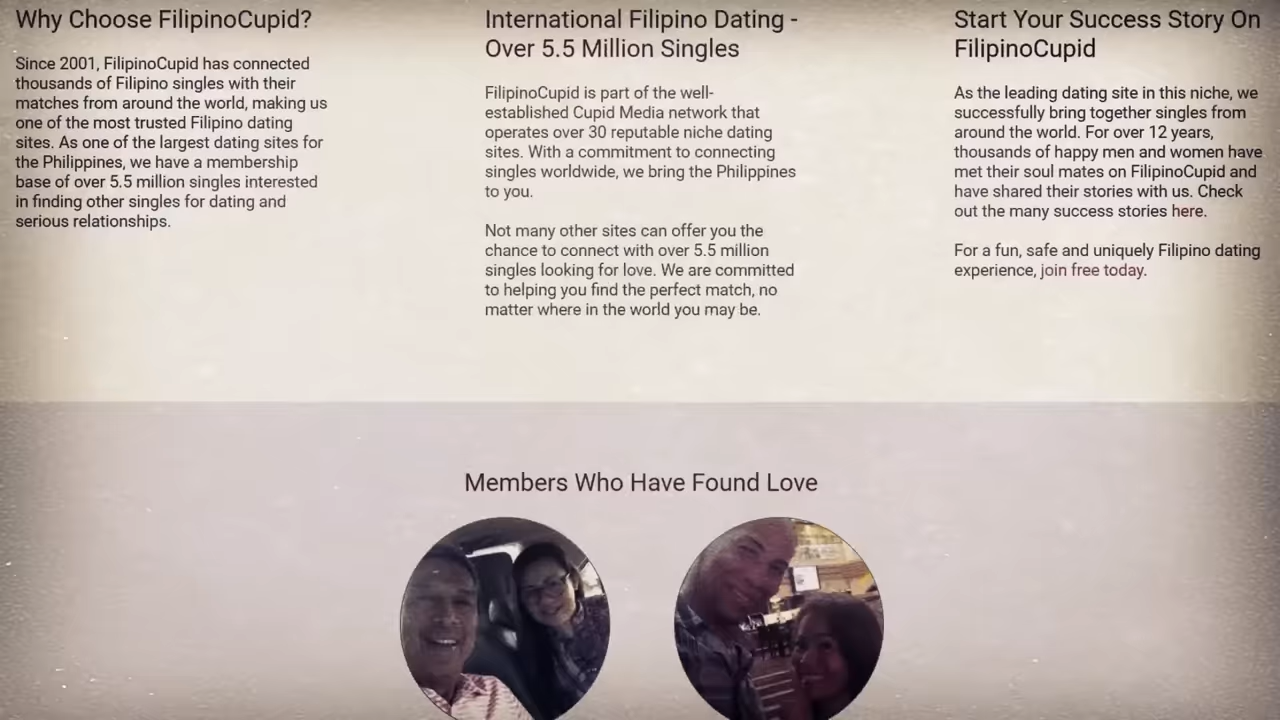 Why Choose FilipinoCupid?
Since 2001, FilipinoCupid has connected
thousands of Filipino singles with their
matches from around the world, making us
one of the most trusted Filipino dating
sites. As one of the largest dating sites for
the Philippines, we have a membership
base of over 5.5 million singles interested
in finding other singles for dating and
serious relationships.
International Filipino Dating -
Over 5.5 Million Singles
FilipinoCupid is part of the well-
established Cupid Media network that
operates over 30 reputable niche dating
sites. With a commitment to connecting
singles worldwide, we bring the Philippines
to you.
Not many other sites can offer you the
chance to connect with over 5.5 million
singles looking for love. We are committed
to helping you find the perfect match, no
matter where in the world you may be.
Start Your Success Story On
FilipinoCupid
As the leading dating site in this niche, we
successfully bring together singles from
around the world. For over 12 years,
thousands of happy men and women have
met their soul mates on FilipinoCupid and
have shared their stories with us. Check
out the many success stories here.
For a fun, safe and uniquely Filipino dating
experience, join free today.
Members Who Have Found Love